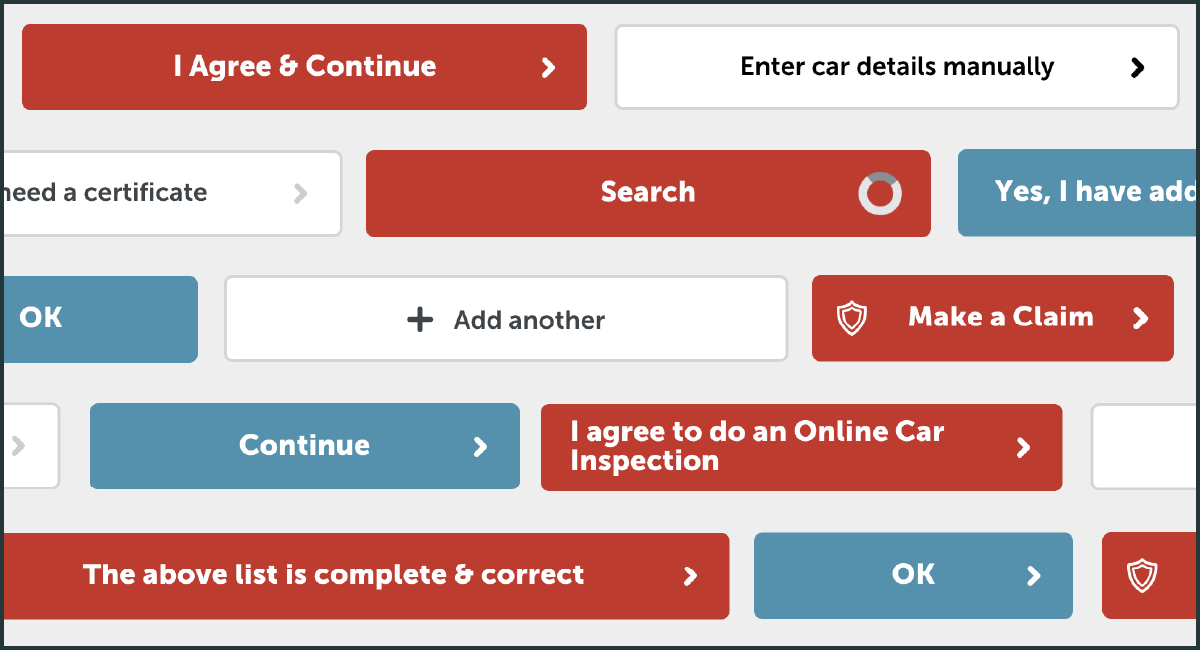 I Agree & Continue
Enter car details manually
need a certificate
Search
Yes, I have add
OK
Add another
Make a Claim
Continue
I agree to do an Online Car
Inspection
The above list is complete & correct
OK